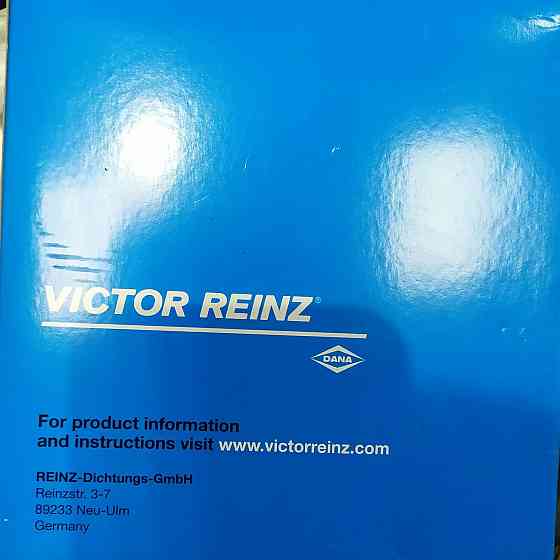 VICTOR REINZ®
DANA
For product information
and instructions visit www.victorreinz.com
REINZ-Dichtungs-GmbH
Reinzstr. 3-7
89233 Neu-Ulm
Germany